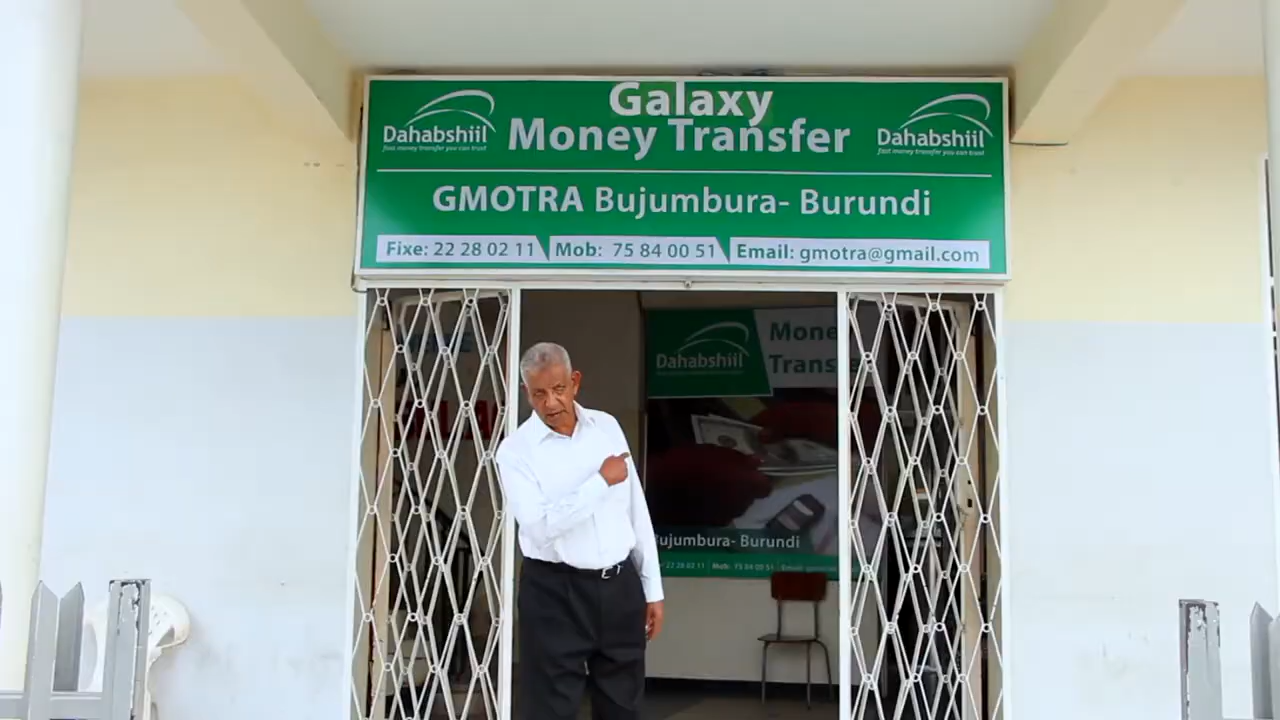 Galaxy
Money Transfer
Dahabshiil
fast money transfer you can trust
Dahabshiil
fast money transfer you can trust
GMOTRA Bujumbura- Burundi
Fixe: 22 28 02 11 Mob: 75 84 00 51 Email: gmotra@gmail.com
Dahabshiil
Mone
Trans
Bujumbura- Burundi
22 28 02 11 Mob: 75 84 00 51 Email: